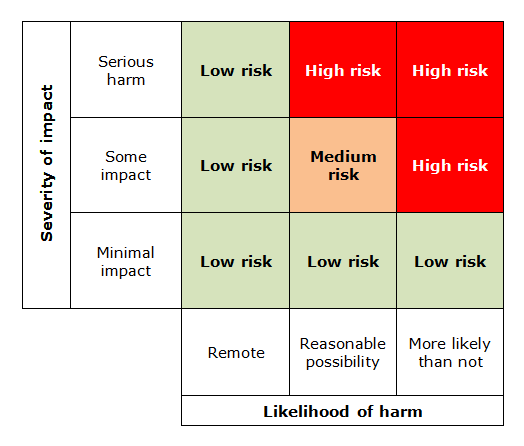 Severity of impact
Serious
harm
Low risk
High risk
High risk
Some
impact
Low risk
Medium
risk
High risk
Minimal
impact
Low risk
Low risk
Low risk
Remote
Reasonable
possibility
More likely
than not
Likelihood of harm